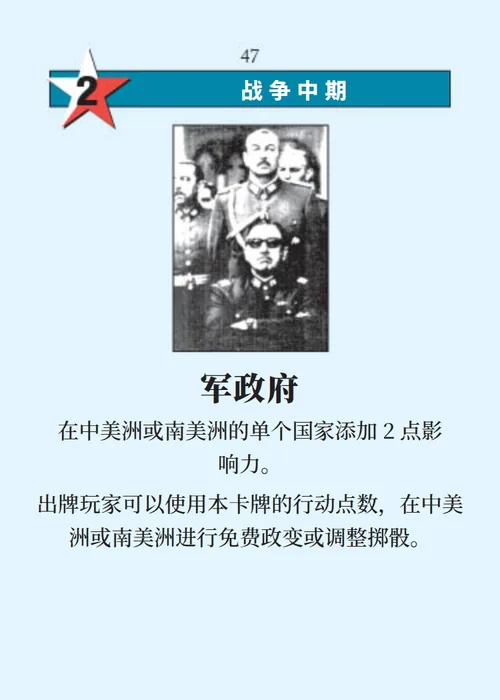 47
2
战争中期
军政府
在中美洲或南美洲的单个国家添加 2 点影
响力。
出牌玩家可以使用本卡牌的行动点数，在中美
洲或南美洲进行免费政变或调整掷骰。